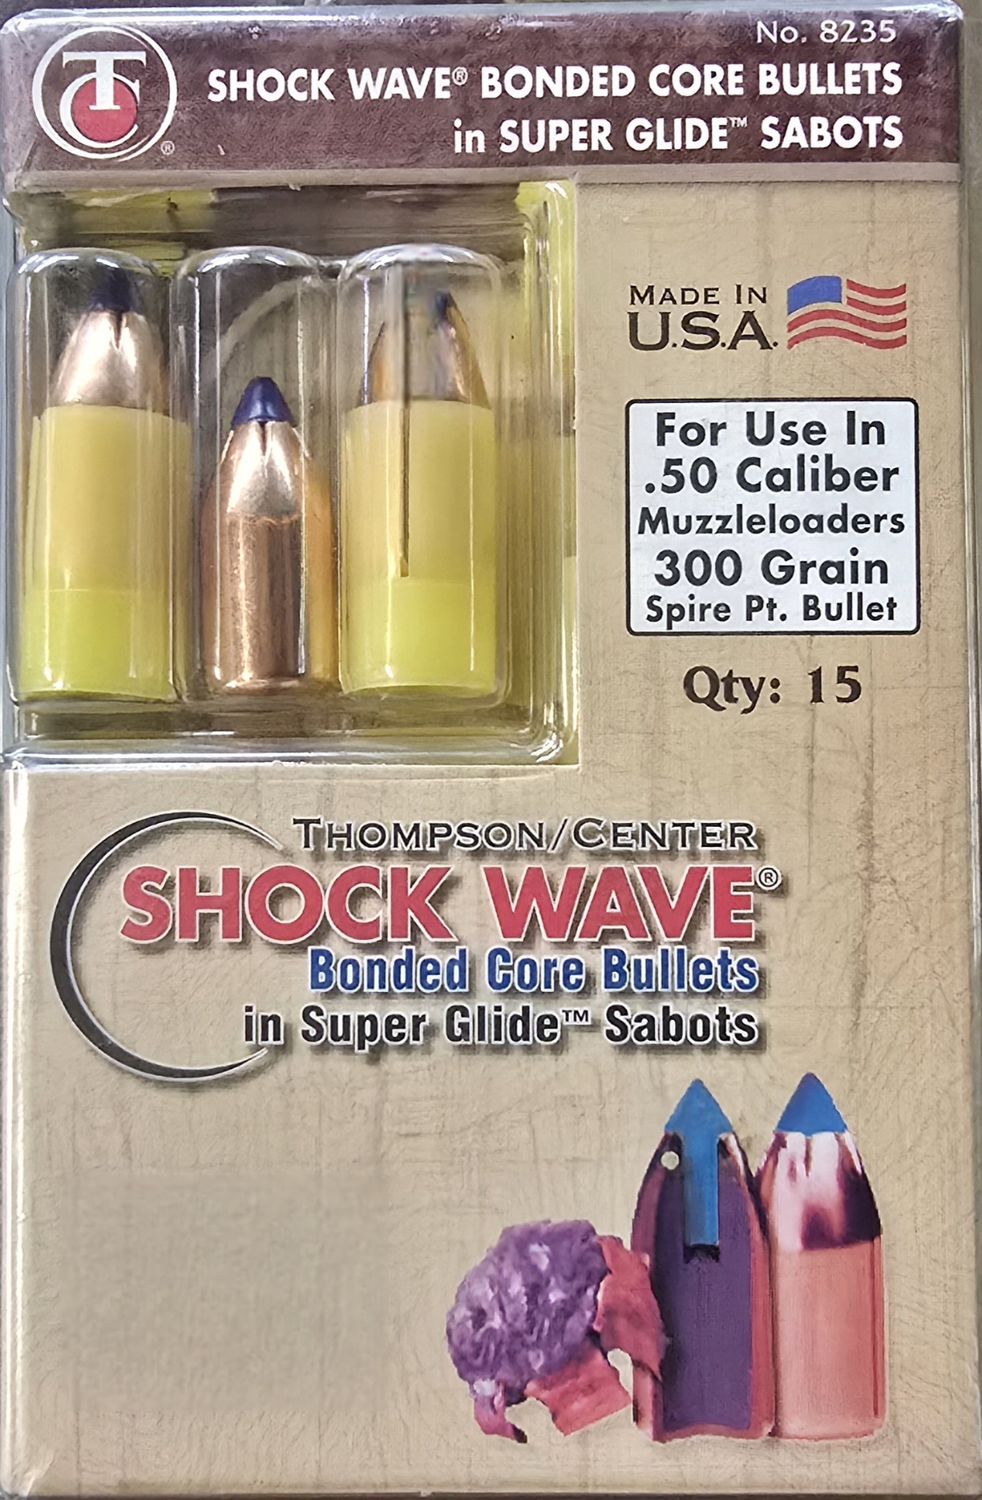 No. 8235
TC®
SHOCK WAVE® BONDED CORE BULLETS
in SUPER GLIDE™ SABOTS
MADE IN
U.S.A.
For Use In
.50 Caliber
Muzzleloaders
300 Grain
Spire Pt. Bullet
Qty: 15
THOMPSON/CENTER
SHOCK WAVE®
Bonded Core Bullets
in Super Glide™ Sabots